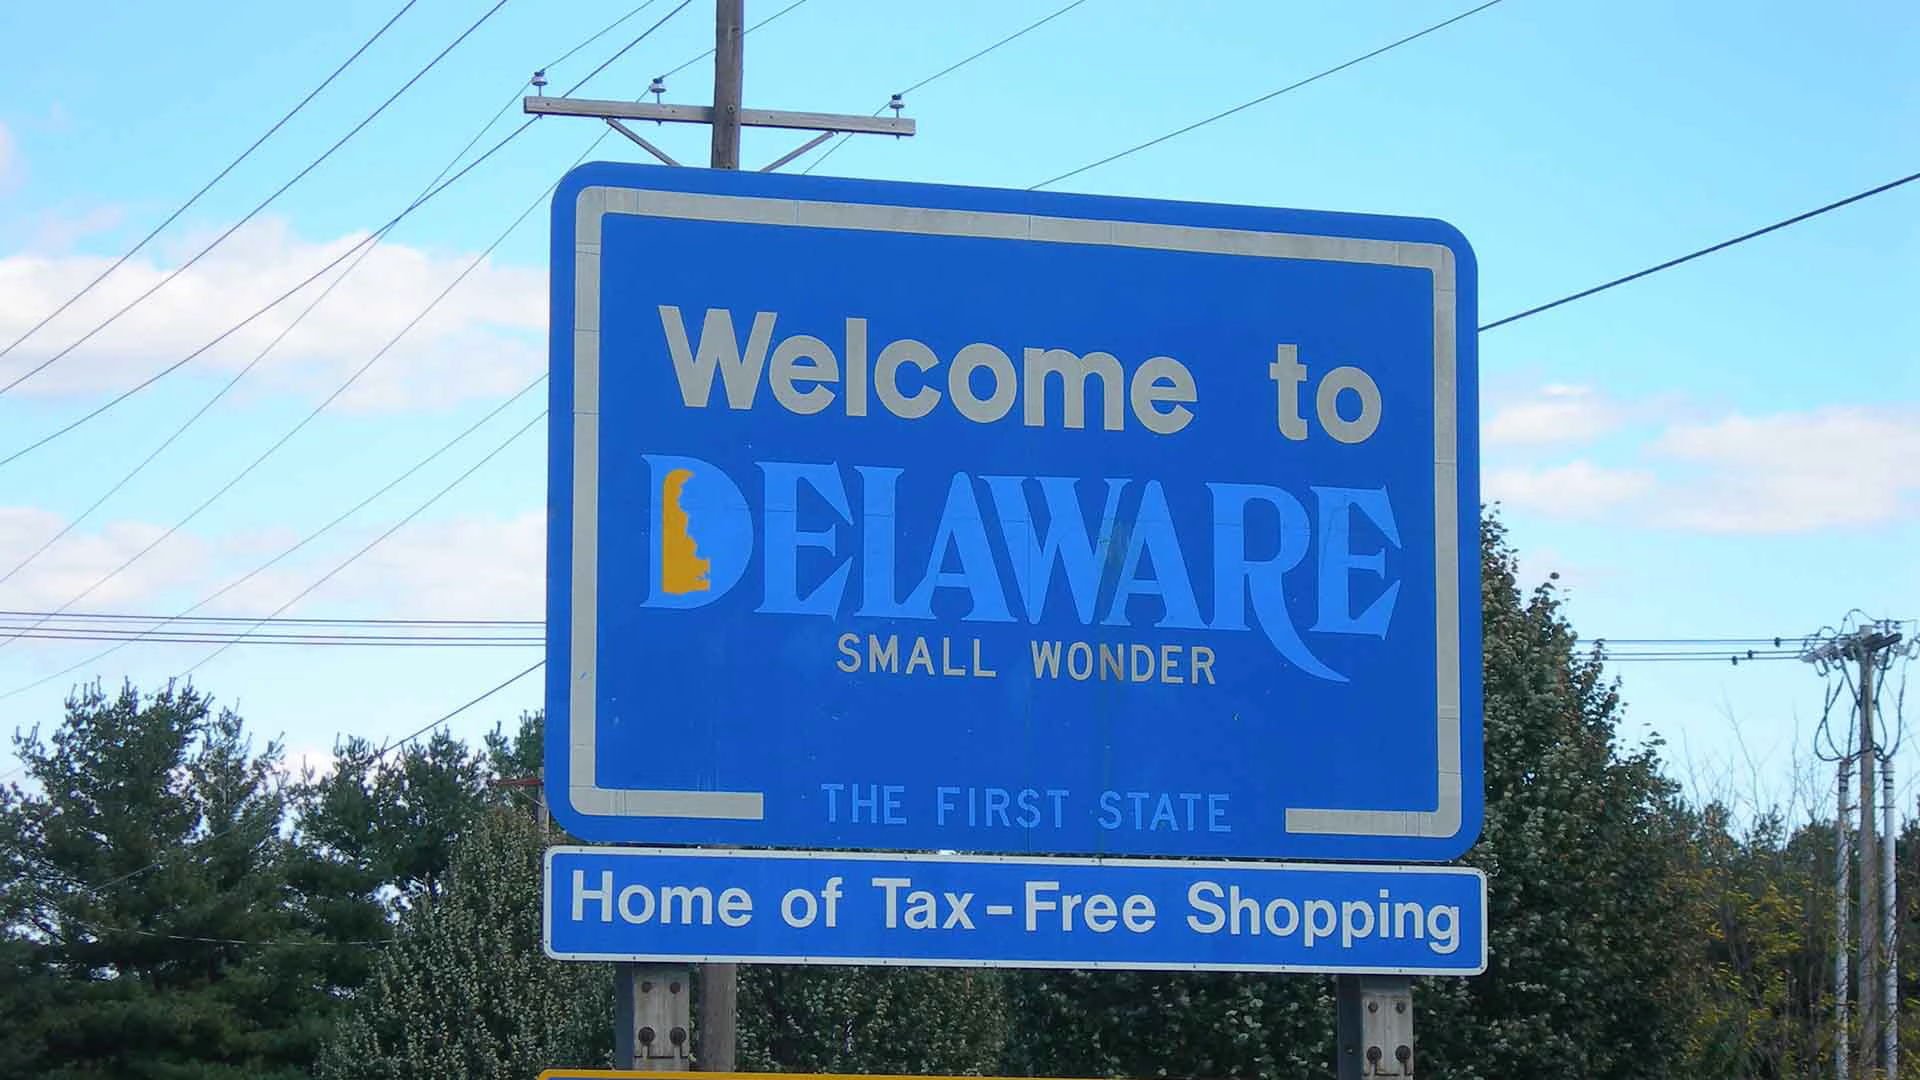 Welcome to
DELAWARE
SMALL WONDER
THE FIRST STATE
Home of Tax-Free Shopping